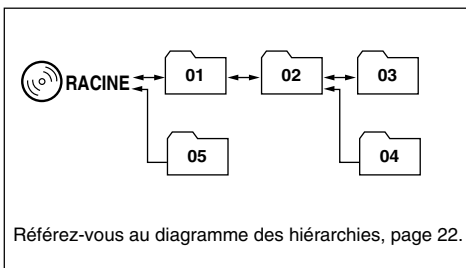 RACINE 01 02 03
05 04
Référez-vous au diagramme des hiérarchies, page 22.